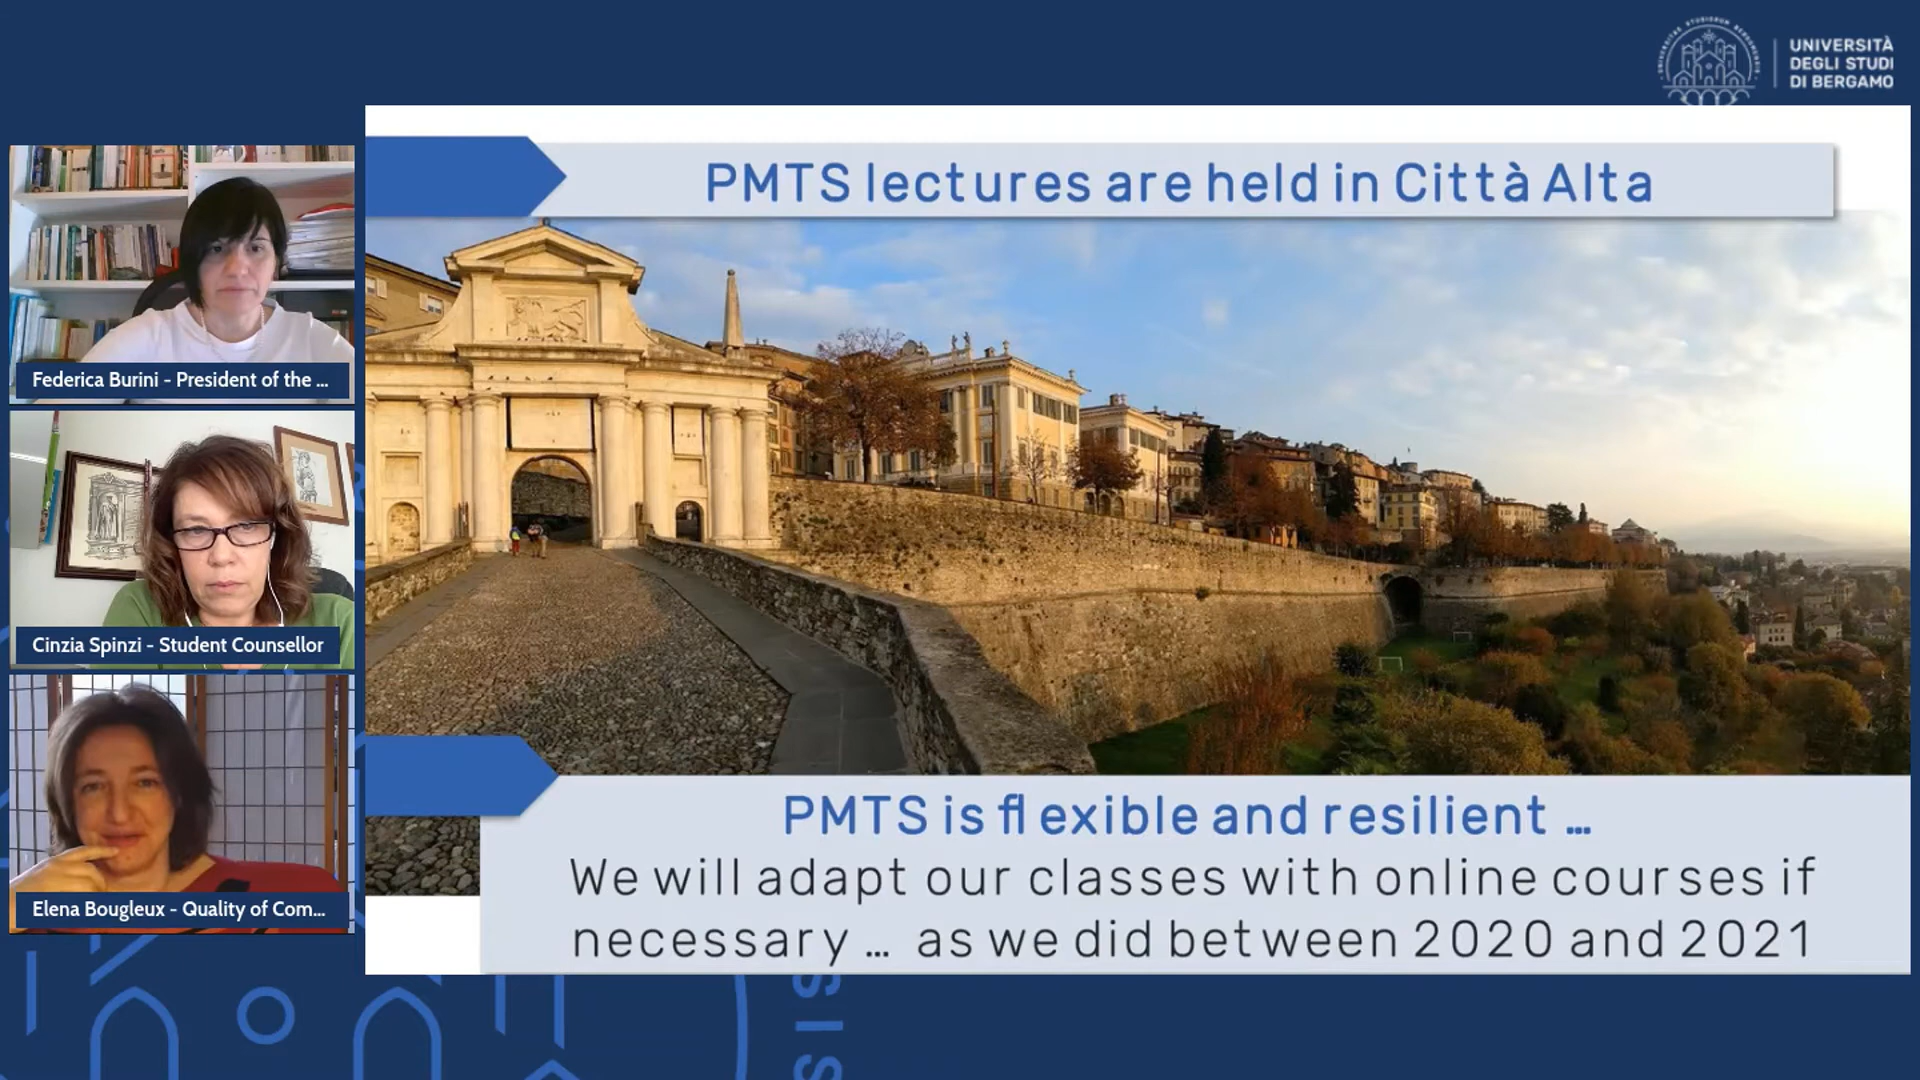 UNIVERSITÀ
DEGLI STUDI
DI BERGAMO
PMTS lectures are held in Città Alta
Federica Burini - President of the ...
Cinzia Spinzi - Student Counsellor
Elena Bougleux - Quality of Com...
PMTS is flexible and resilient ...
We will adapt our classes with online courses if
necessary ... as we did between 2020 and 2021
SIS